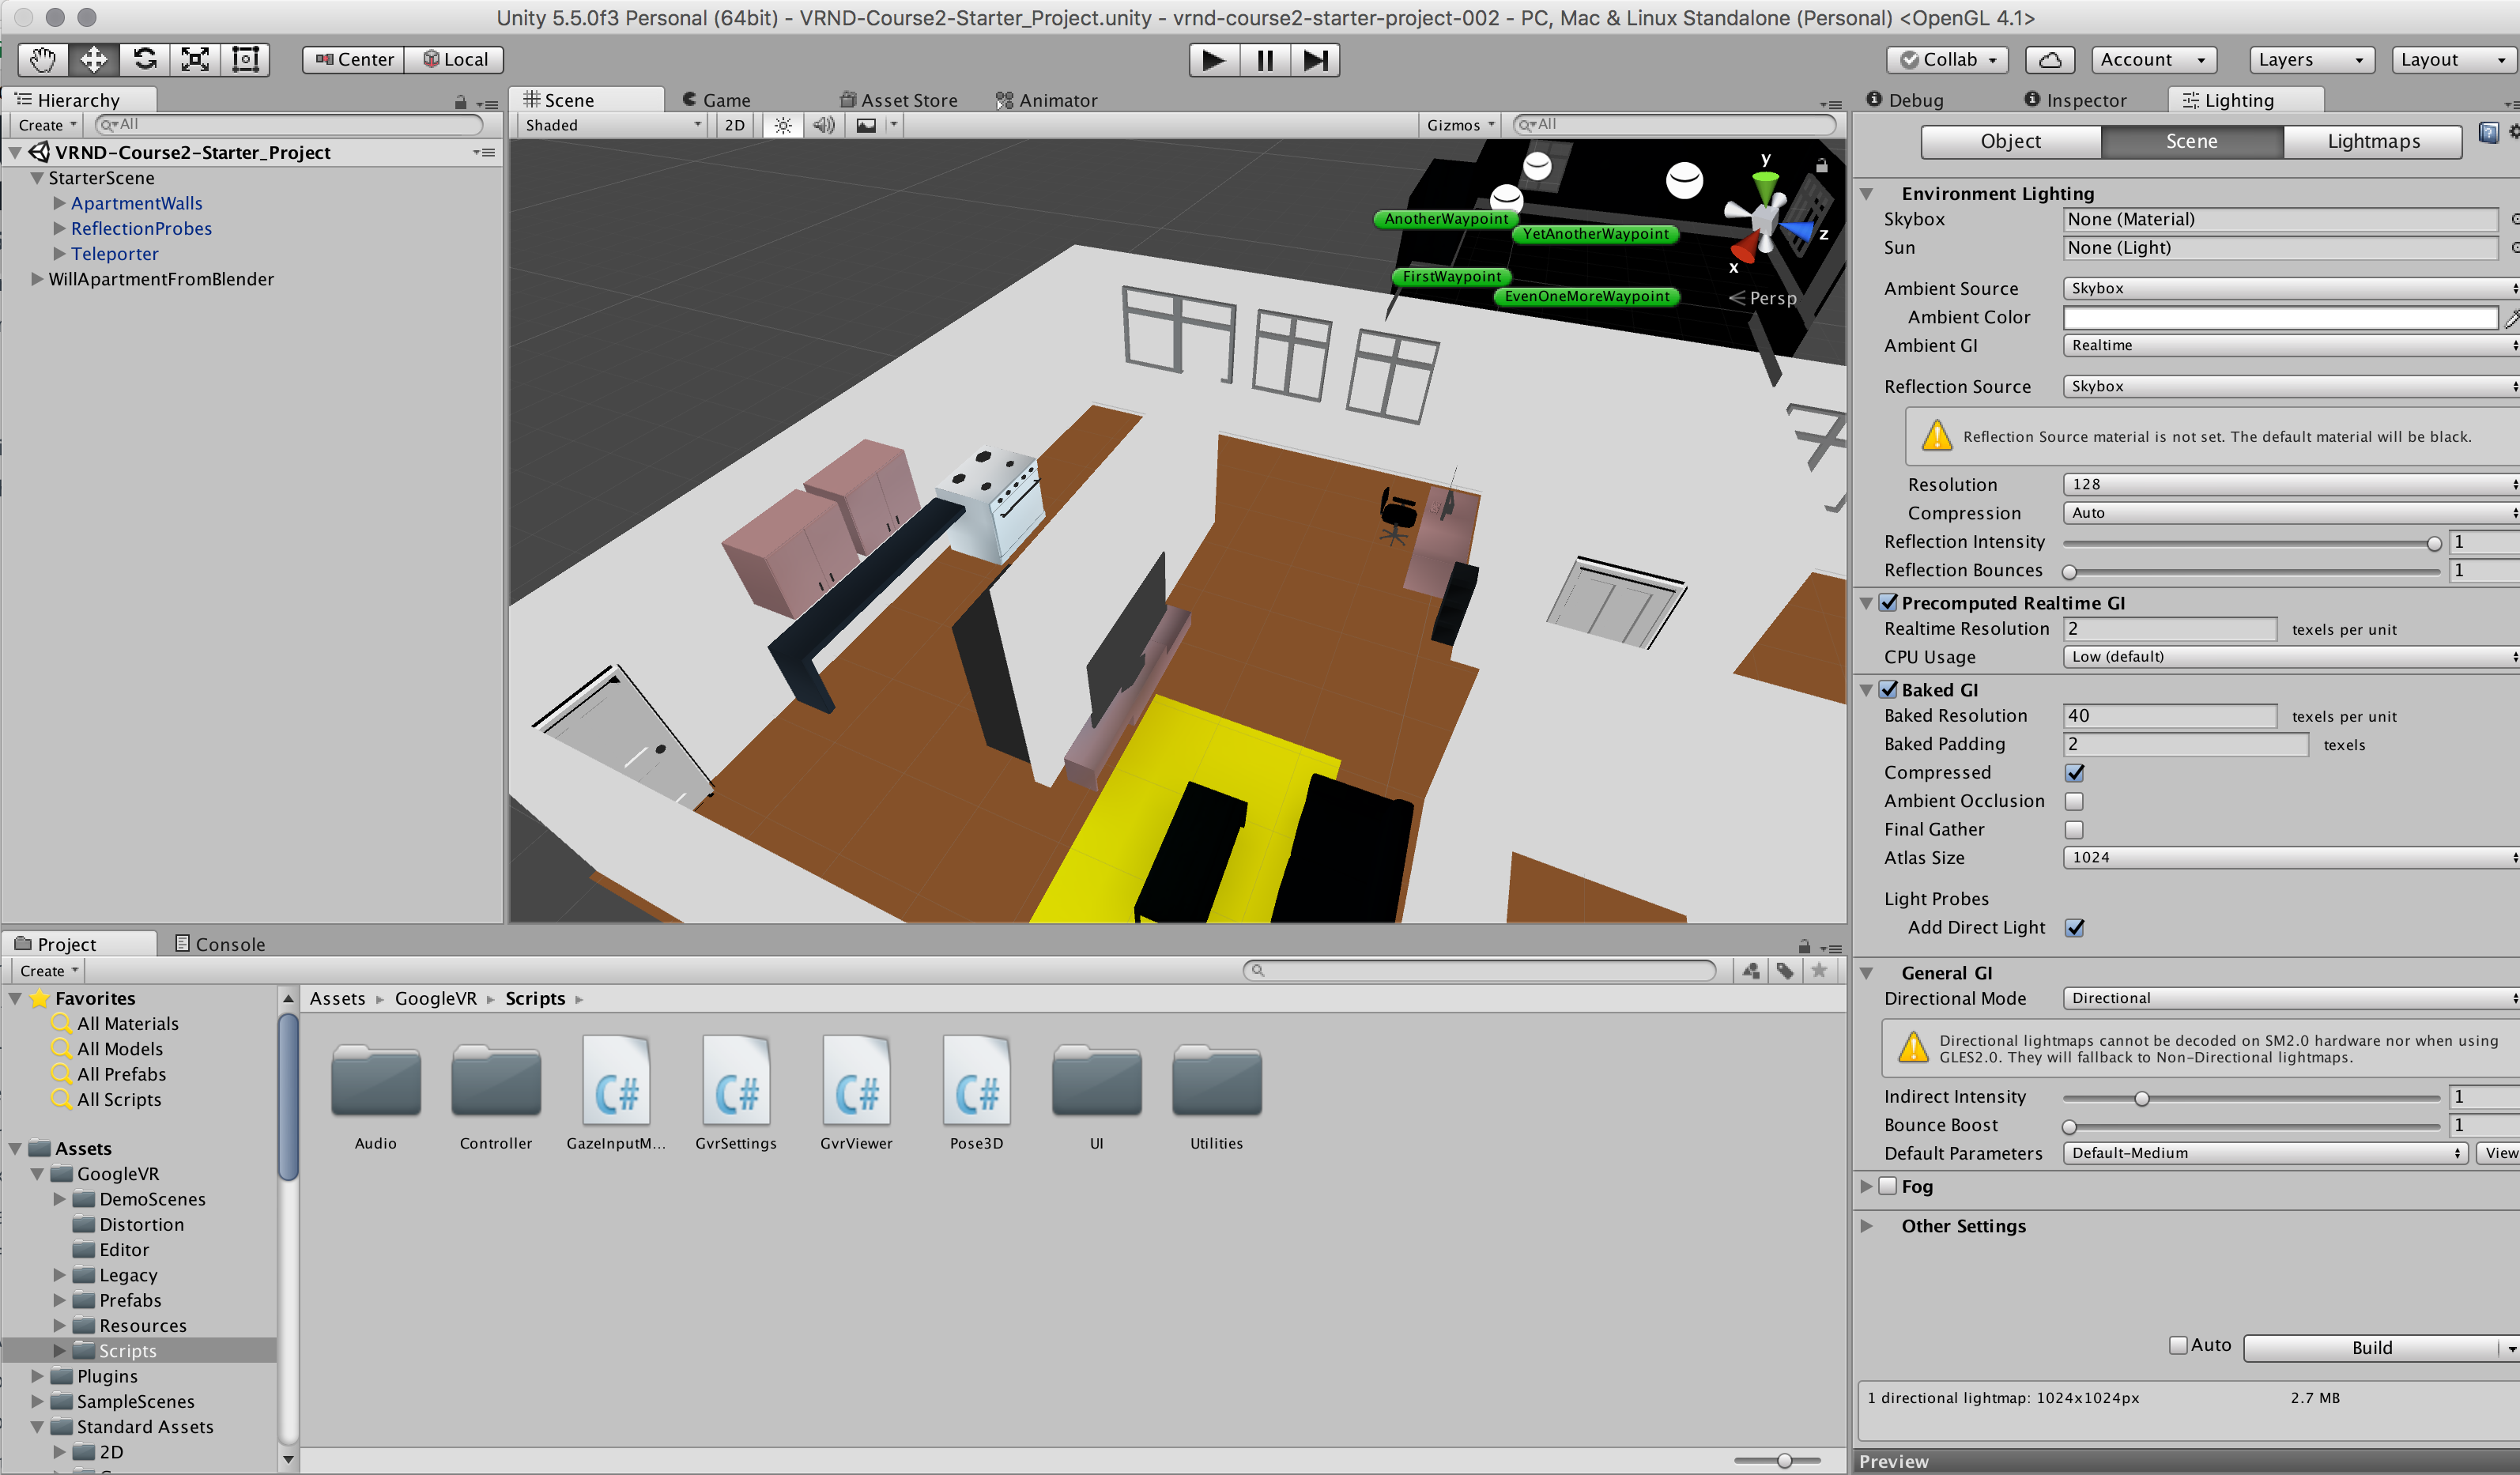 Unity 5.5.0f3 Personal (64bit) - VRND-Course2-Starter_Project.unity - vrnd-course2-starter-project-002 - PC, Mac & Linux Standalone (Personal) <OpenGL 4.1>
Center Local
Collab Account Layers Layout
Hierarchy
Create All
VRND-Course2-Starter_Project
StarterScene
ApartmentWalls
ReflectionProbes
Teleporter
WillApartmentFromBlender
Scene Game Asset Store Animator
Shaded 2D Gizmos All
y
z
x
Persp
AnotherWaypoint
YetAnotherWaypoint
FirstWaypoint
EvenOneMoreWaypoint
Debug Inspector Lighting
Object Scene Lightmaps
Environment Lighting
Skybox None (Material)
Sun None (Light)
Ambient Source Skybox
Ambient Color
Ambient GI Realtime
Reflection Source Skybox
Reflection Source material is not set. The default material will be black.
Resolution 128
Compression Auto
Reflection Intensity 1
Reflection Bounces 1
Precomputed Realtime GI
Realtime Resolution 2 texels per unit
CPU Usage Low (default)
Baked GI
Baked Resolution 40 texels per unit
Baked Padding 2 texels
Compressed
Ambient Occlusion
Final Gather
Atlas Size 1024
Light Probes
Add Direct Light
General GI
Directional Mode Directional
Directional lightmaps cannot be decoded on SM2.0 hardware nor when using
GLES2.0. They will fallback to Non-Directional lightmaps.
Indirect Intensity 1
Bounce Boost 1
Default Parameters Default-Medium View
Fog
Other Settings
Auto Build
1 directional lightmap: 1024x1024px 2.7 MB
Preview
Project Console
Create
Favorites
All Materials
All Models
All Prefabs
All Scripts
Assets
GoogleVR
DemoScenes
Distortion
Editor
Legacy
Prefabs
Resources
Scripts
Plugins
SampleScenes
Standard Assets
2D
Assets GoogleVR Scripts
C# C# C# C#
Audio Controller GazeInputM... GvrSettings GvrViewer Pose3D UI Utilities